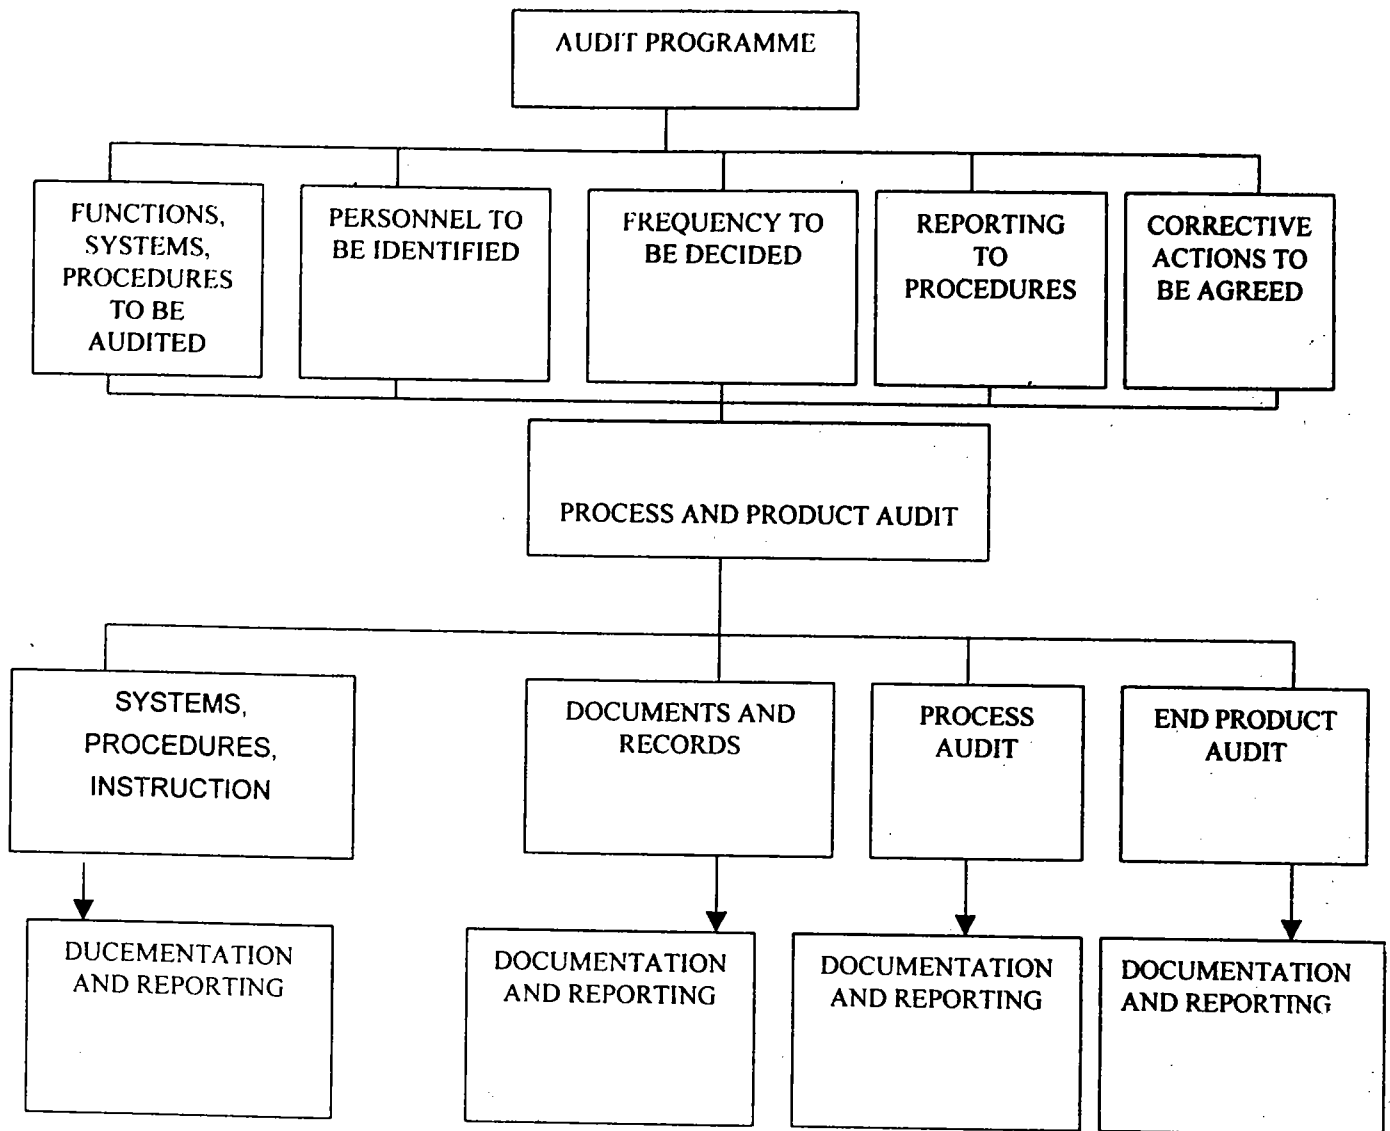 AUDIT PROGRAMME
FUNCTIONS,
SYSTEMS,
PROCEDURES
TO BE
AUDITED
PERSONNEL TO
BE IDENTIFIED
FREQUENCY TO
BE DECIDED
REPORTING
TO
PROCEDURES
CORRECTIVE
ACTIONS TO
BE AGREED
PROCESS AND PRODUCT AUDIT
SYSTEMS,
PROCEDURES,
INSTRUCTION
DOCUMENTS AND
RECORDS
PROCESS
AUDIT
END PRODUCT
AUDIT
DUCEMENTATION
AND REPORTING
DOCUMENTATION
AND REPORTING
DOCUMENTATION
AND REPORTING
DOCUMENTATION
AND REPORTING